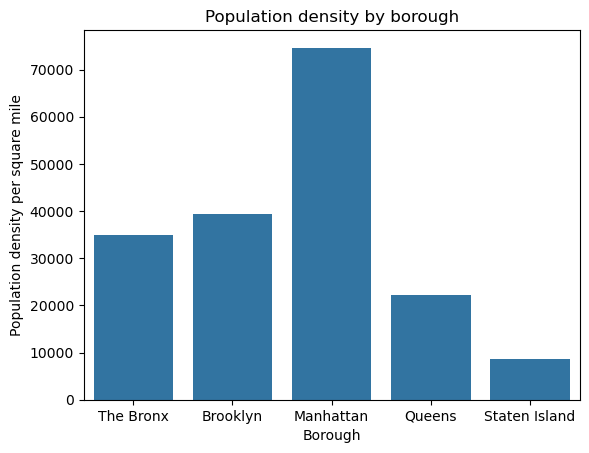 Population density by borough
Population density per square mile
70000
60000
50000
40000
30000
20000
10000
0
The Bronx
Brooklyn
Manhattan
Queens
Staten Island
Borough